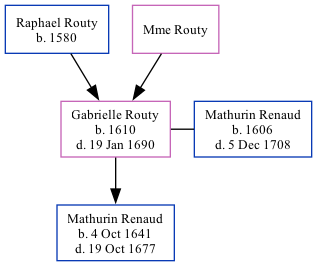 Raphael Routy
b. 1580
Mme Routy
Gabrielle Routy
b. 1610
d. 19 Jan 1690
Mathurin Renaud
b. 1606
d. 5 Dec 1708
Mathurin Renaud
b. 4 Oct 1641
d. 19 Oct 1677